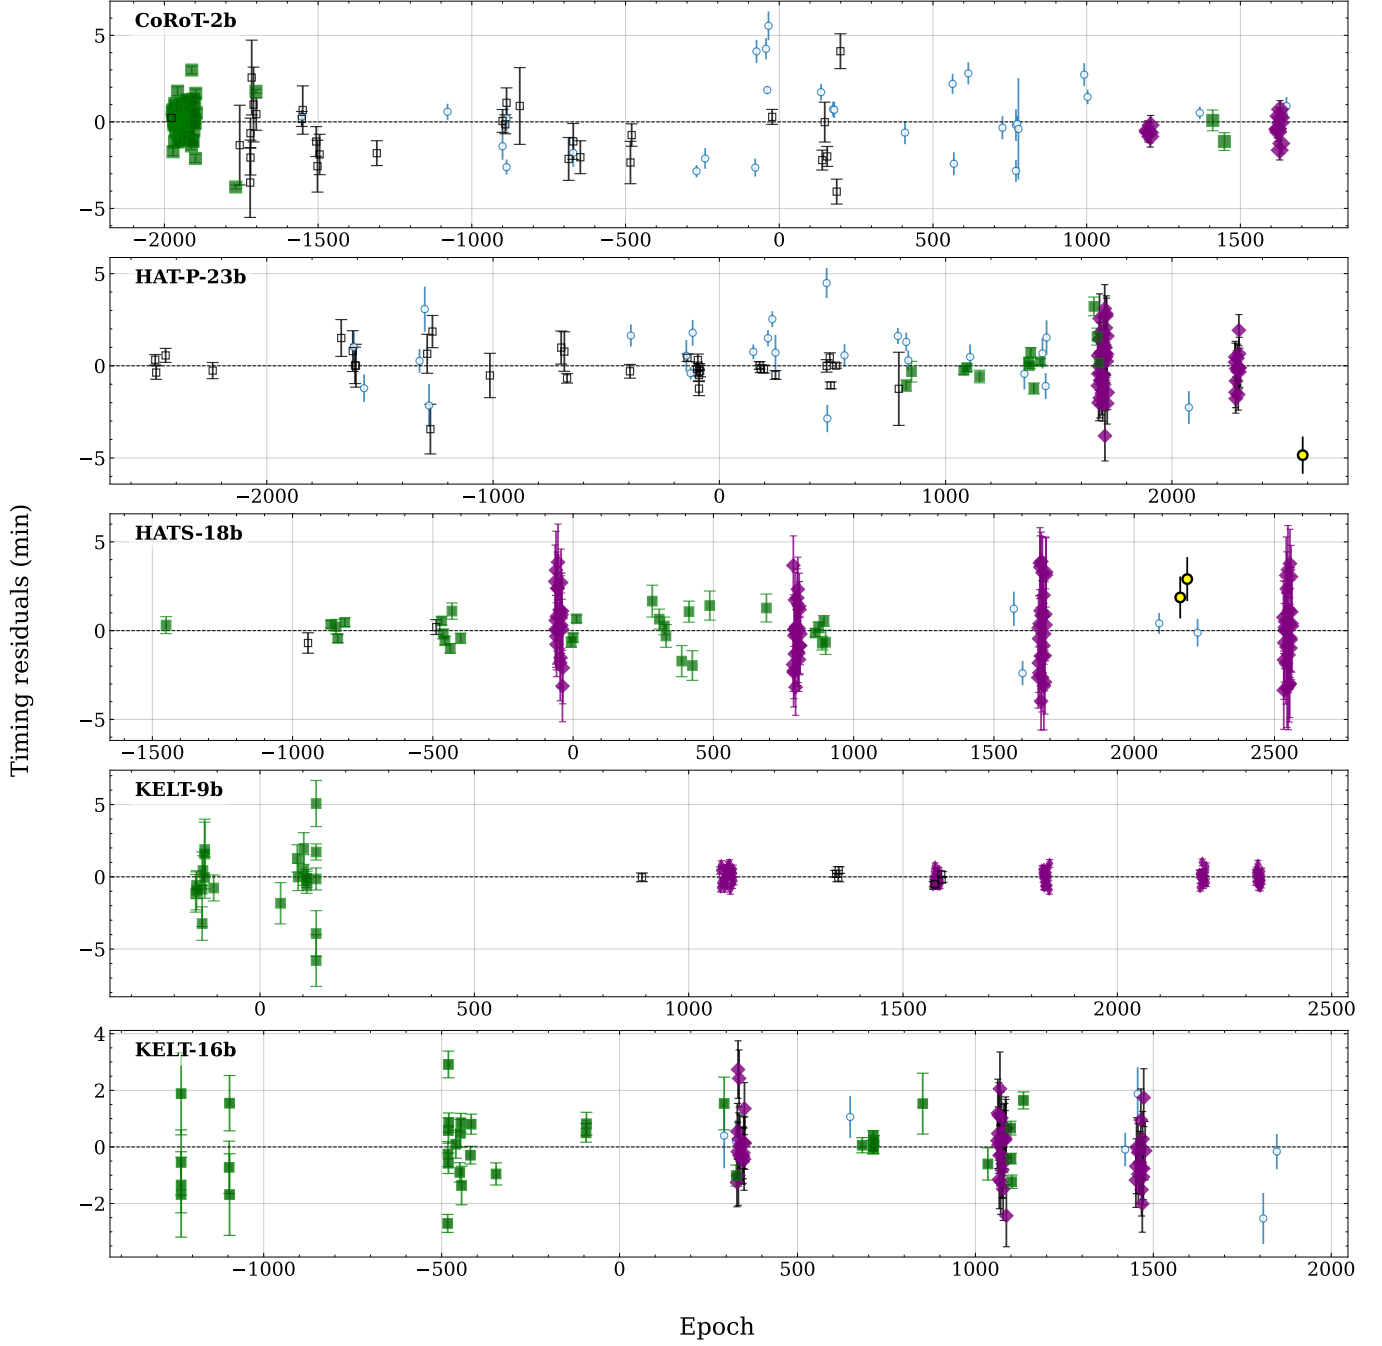 CoRoT-2b
5
0
−5
−2000 −1500 −1000 −500 0 500 1000 1500
HAT-P-23b
5
0
−5
−2000 −1000 0 1000 2000
HATS-18b
5
0
−5
−1500 −1000 −500 0 500 1000 1500 2000 2500
KELT-9b
5
0
−5
0 500 1000 1500 2000 2500
KELT-16b
4
2
0
−2
−1000 −500 0 500 1000 1500 2000
Timing residuals (min)
Epoch